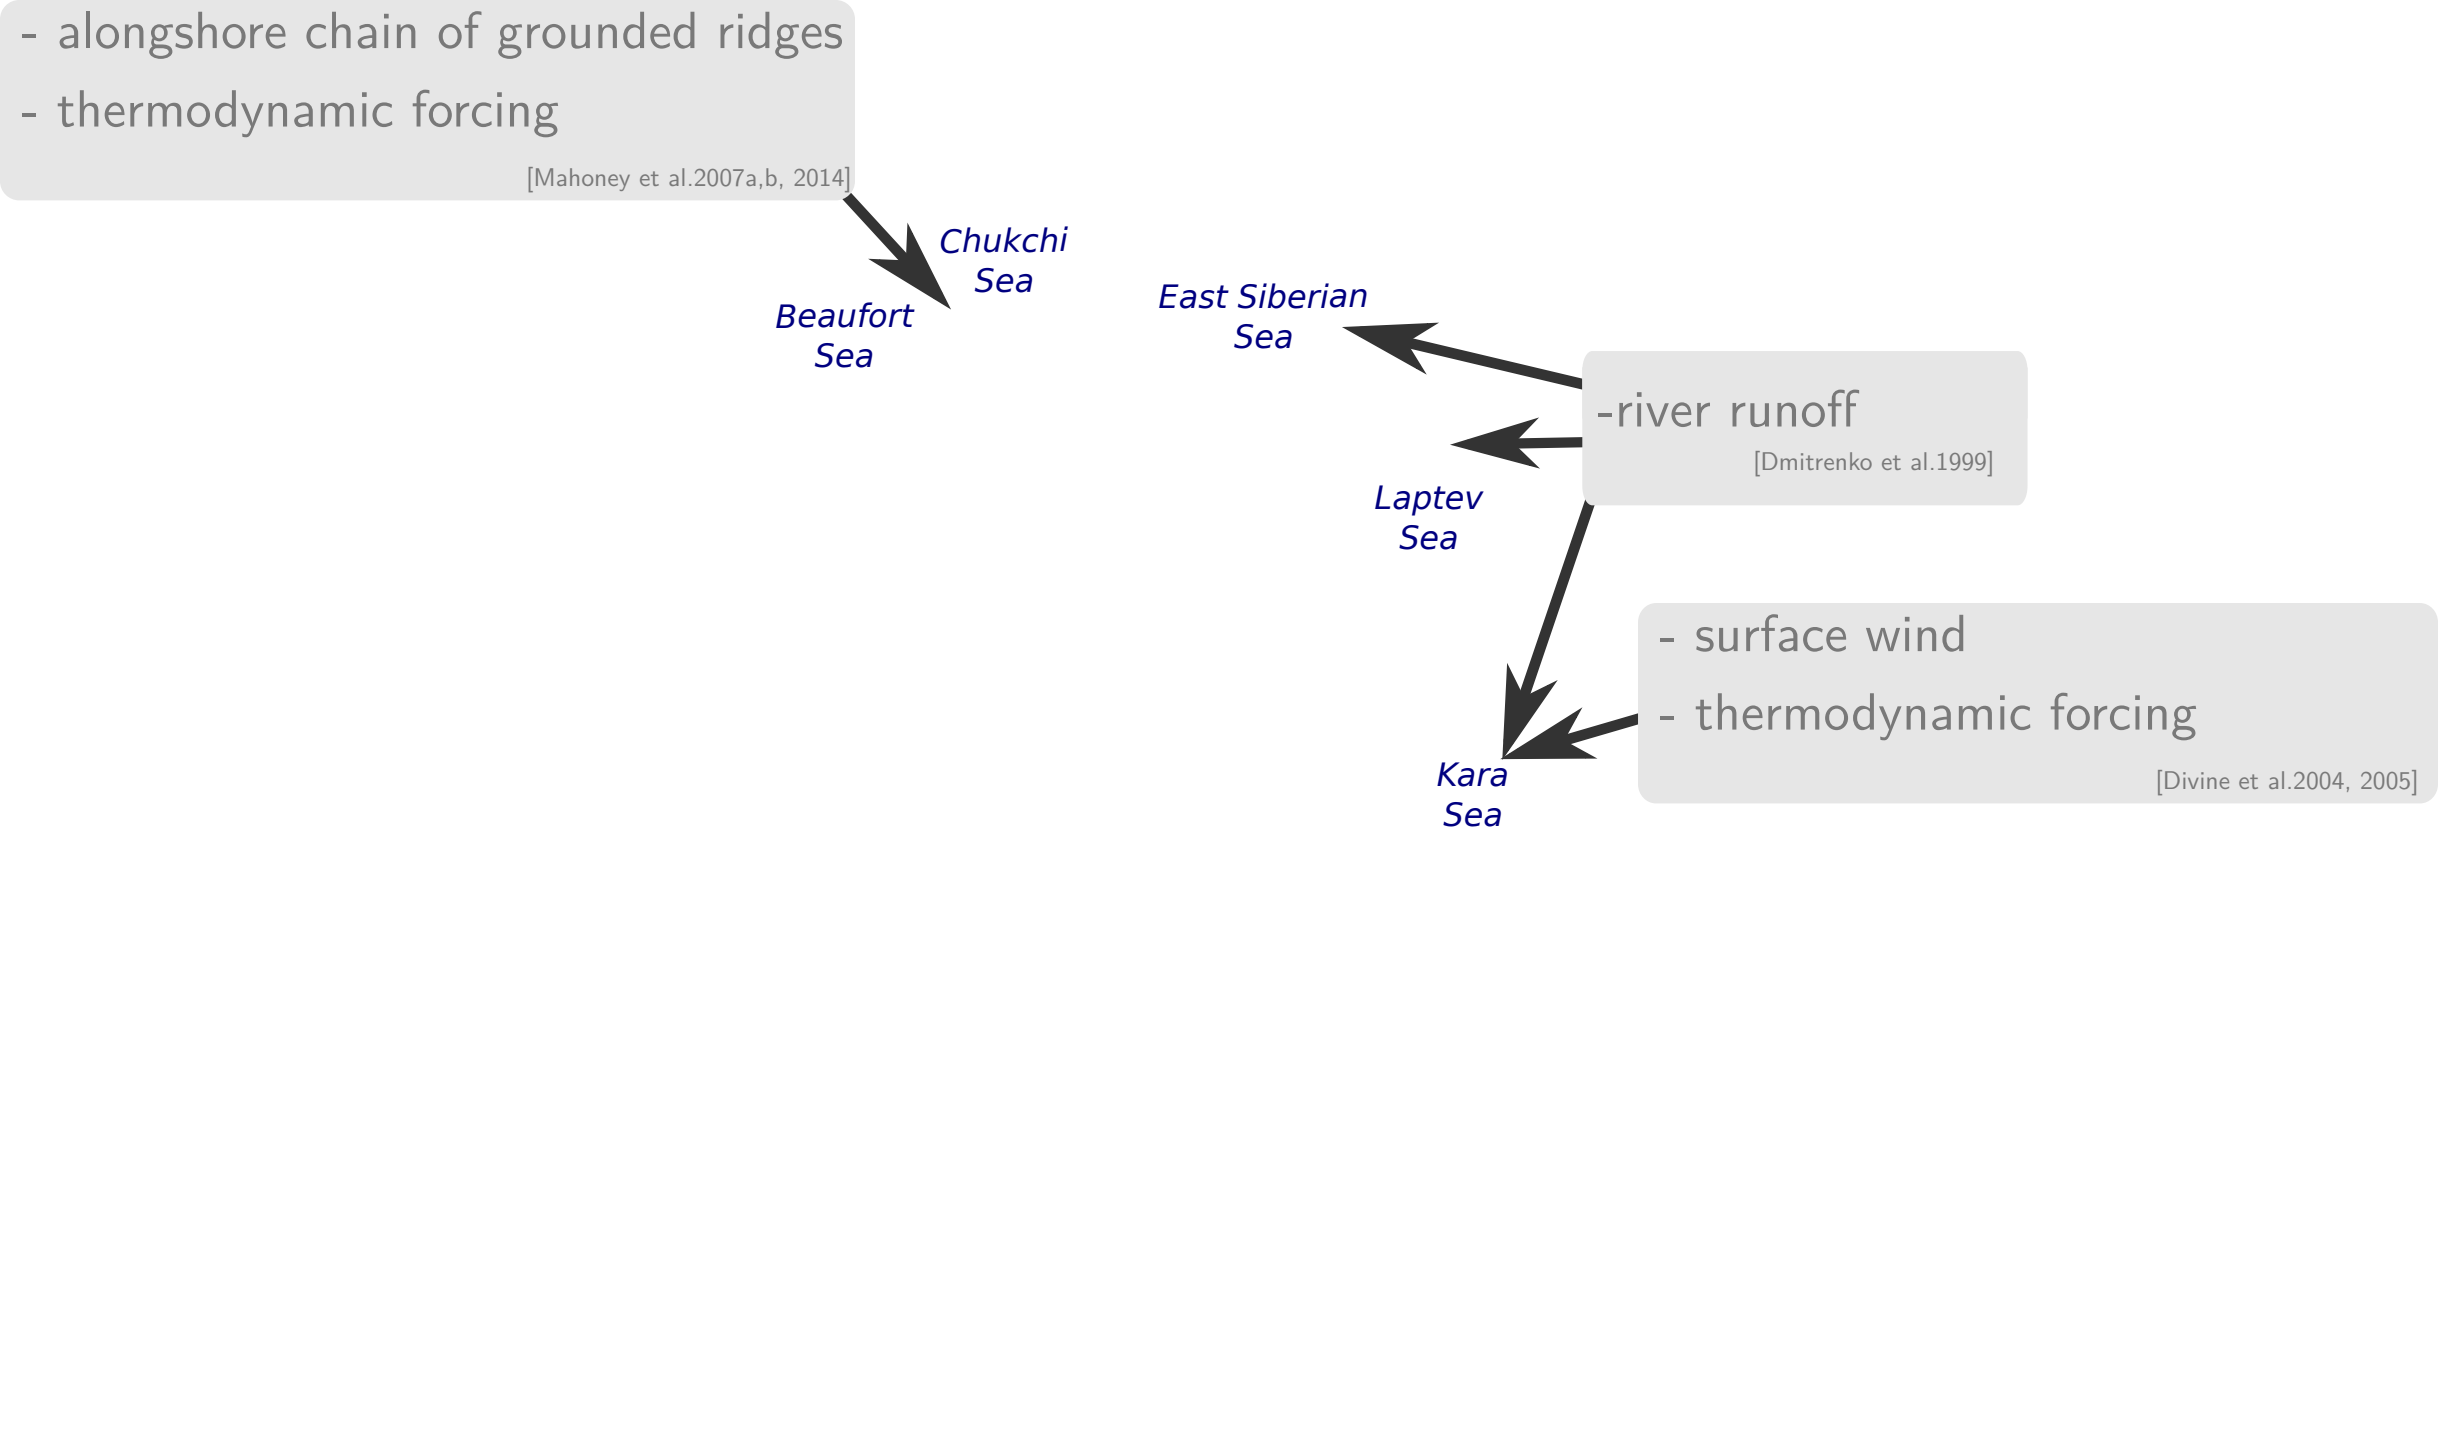 - alongshore chain of grounded ridges
- thermodynamic forcing
[Mahoney et al.2007a,b, 2014]
Chukchi
Sea
Beaufort
Sea
East Siberian
Sea
-river runoff
[Dmitrenko et al.1999]
Laptev
Sea
- surface wind
- thermodynamic forcing
[Divine et al.2004, 2005]
Kara
Sea